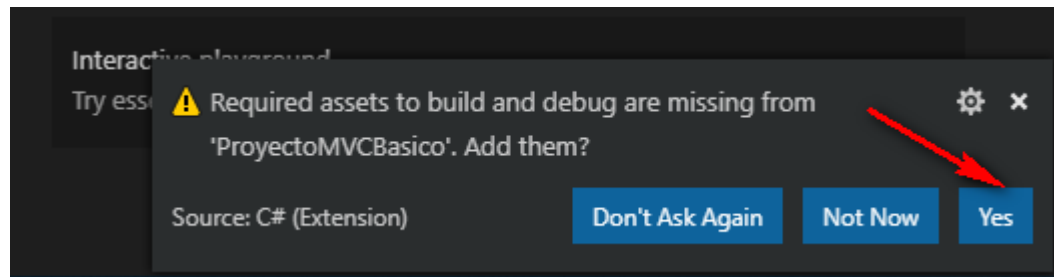 Interactive playground
Try ess
Required assets to build and debug are missing from
'ProyectoMVCBasico'. Add them?
Source: C# (Extension)
Don't Ask Again
Not Now
Yes